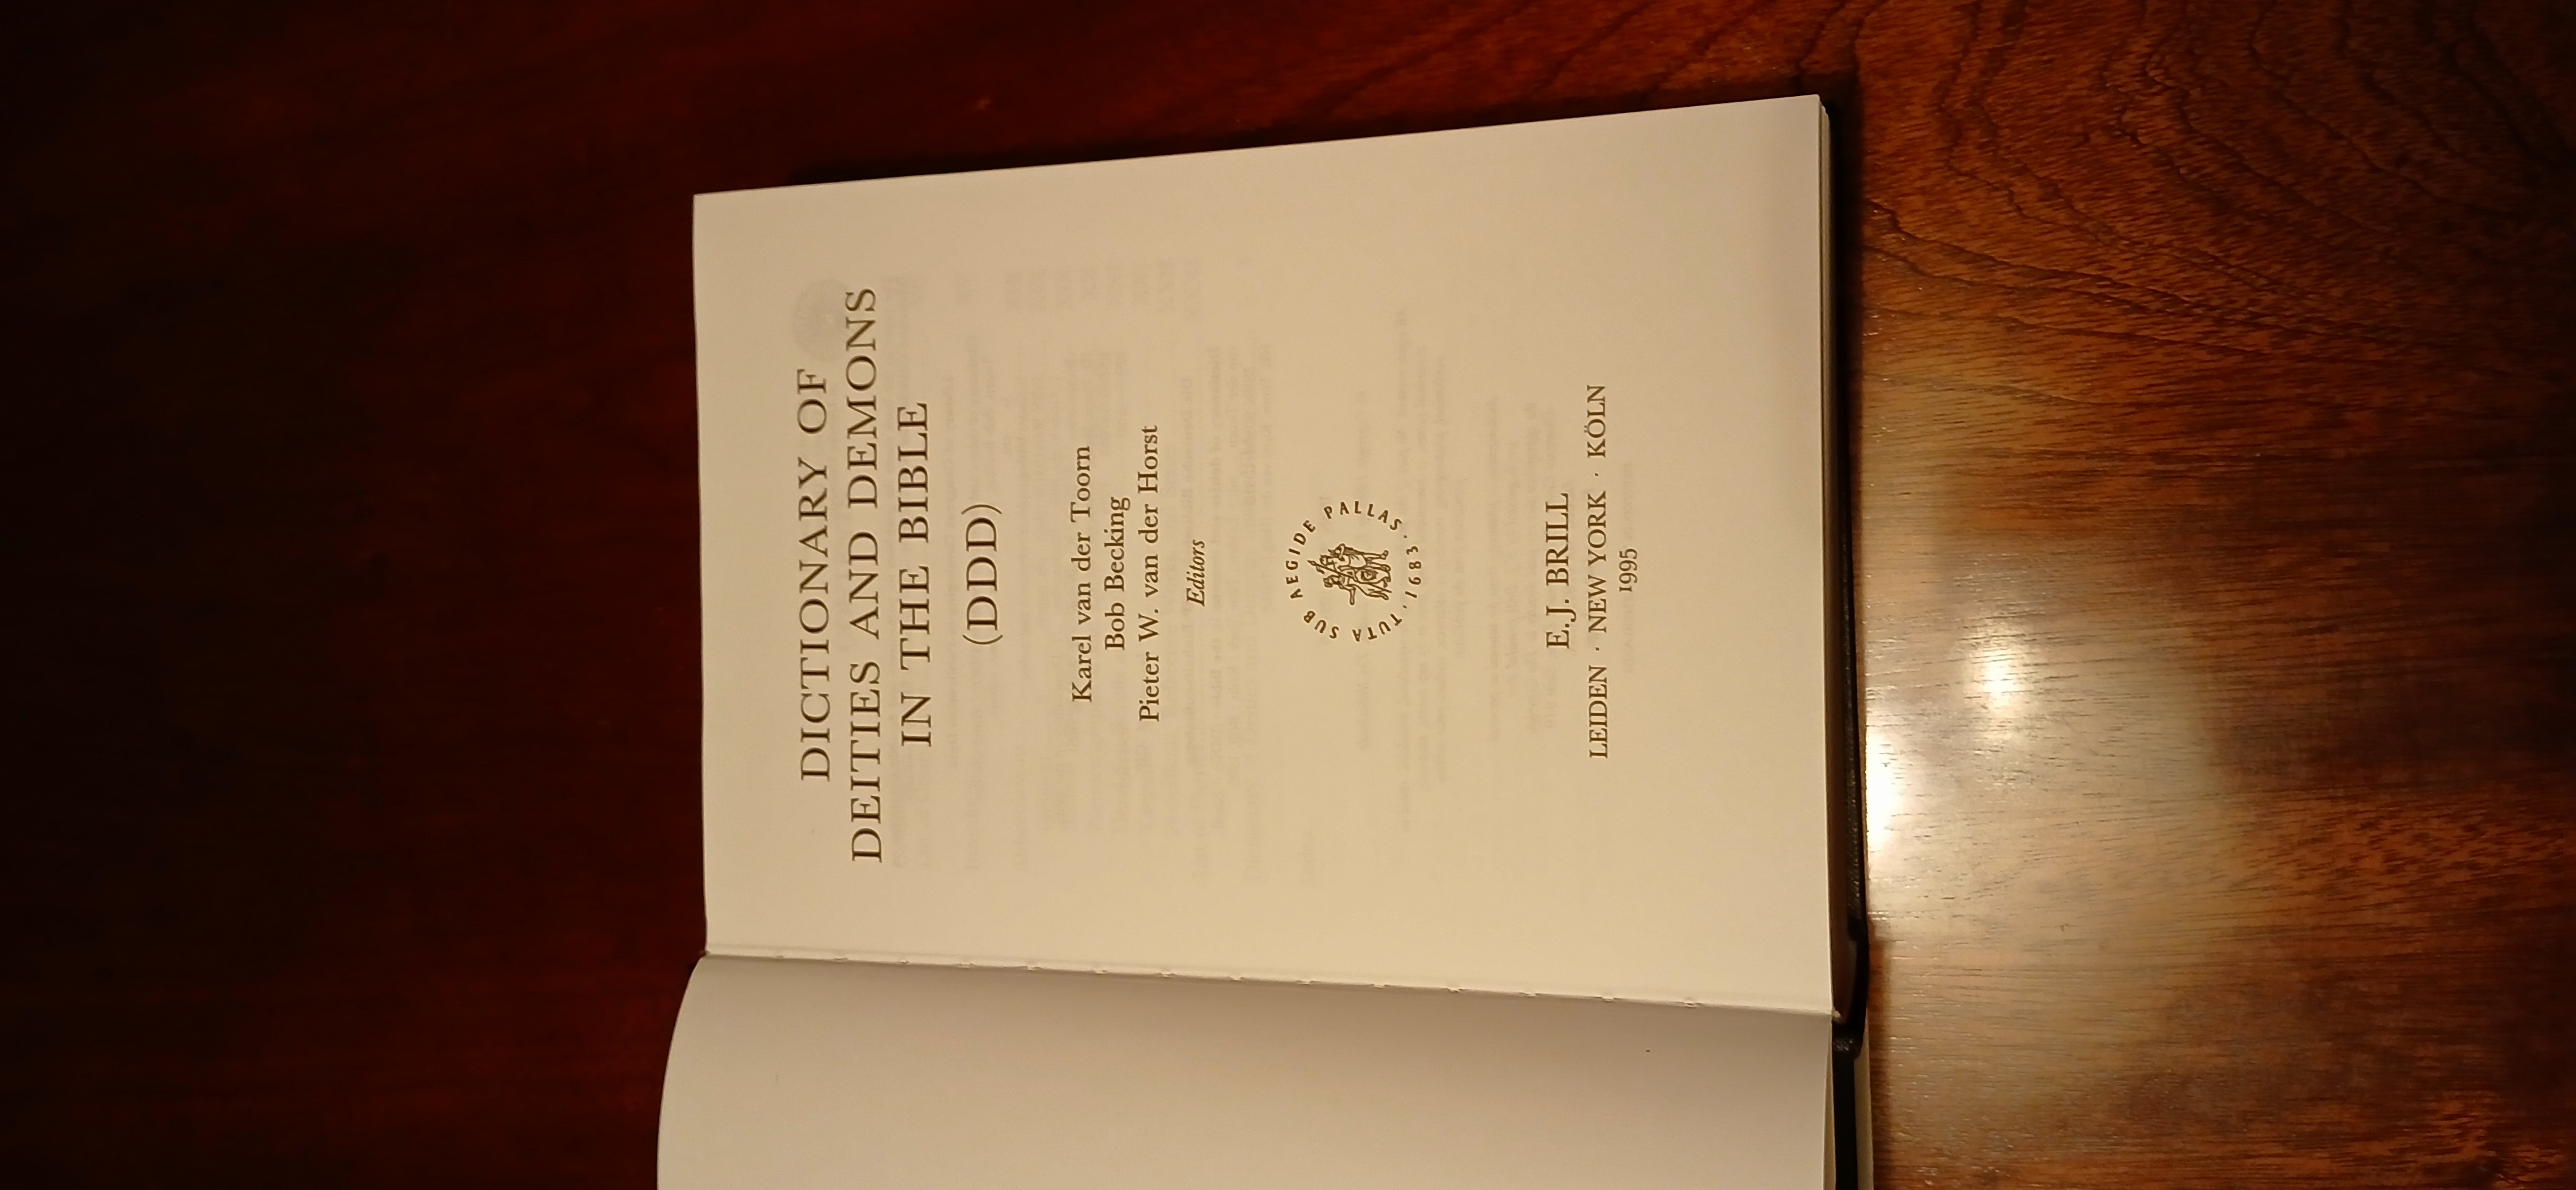 DICTIONARY OF
DEITIES AND DEMONS
IN THE BIBLE
(DDD)
Karel van der Toorn
Bob Becking
Pieter W. van der Horst
Editors
TUTA SUB AEGIDE PALLAS · 1683 ·
E.J. BRILL
LEIDEN · NEW YORK · KÖLN
1995